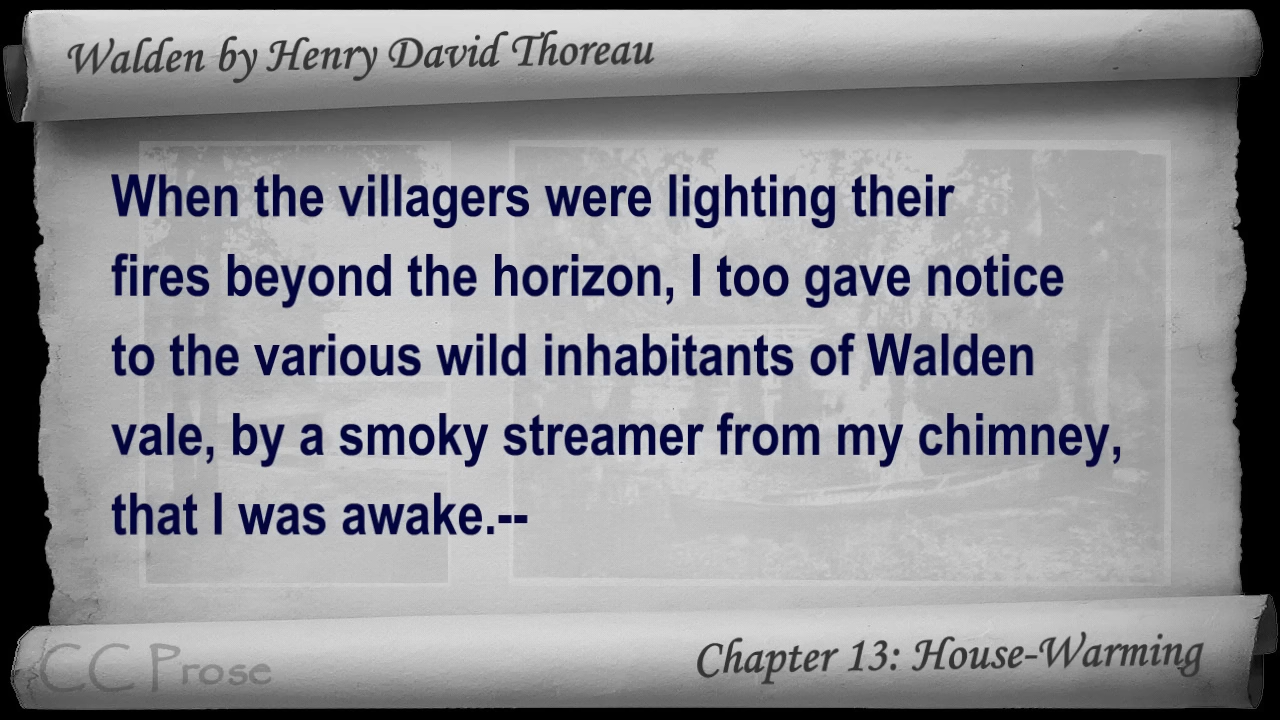 Walden by Henry David Thoreau
When the villagers were lighting their
fires beyond the horizon, I too gave notice
to the various wild inhabitants of Walden
vale, by a smoky streamer from my chimney,
that I was awake.--
CC Prose
Chapter 13: House-Warming